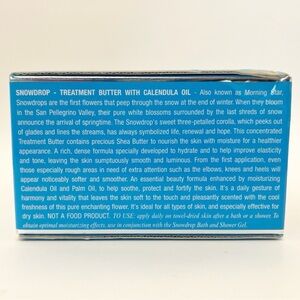 SNOWDROP - TREATMENT BUTTER WITH CALENDULA OIL - Also known as Morning Star,
Snowdrops are the first flowers that peep through the snow at the end of winter. When they bloom
in the San Pellegrino Valley, their pure white blossoms surrounded by the last shreds of snow
announce the arrival of springtime. The Snowdrop's sweet three-petaled corolla, which peeks out
of glades and lines the streams, has always symbolized life, renewal and hope. This concentrated
Treatment Butter contains precious Shea Butter to nourish the skin with moisture for a healthier
appearance. A rich, dense formula specially developed to hydrate and to help improve elasticity
and tone, leaving the skin sumptuously smooth and luminous. From the first application, even
those especially rough areas in need of extra attention such as the elbows, knees and heels will
appear noticeably softer and smoother. An essential beauty formula enhanced by moisturizing
Calendula Oil and Palm Oil, to help soothe, protect and fortify the skin. It's a daily gesture of
harmony and vitality that leaves the skin soft to the touch and pleasantly scented with the cool
freshness of this pure enchanting flower. It's ideal for all types of skin, and especially effective for
dry skin. NOT A FOOD PRODUCT. TO USE: apply daily on towel-dried skin after a bath or a shower. To
obtain optimal moisturizing effects, use in conjunction with the Snowdrop Bath and Shower Gel.